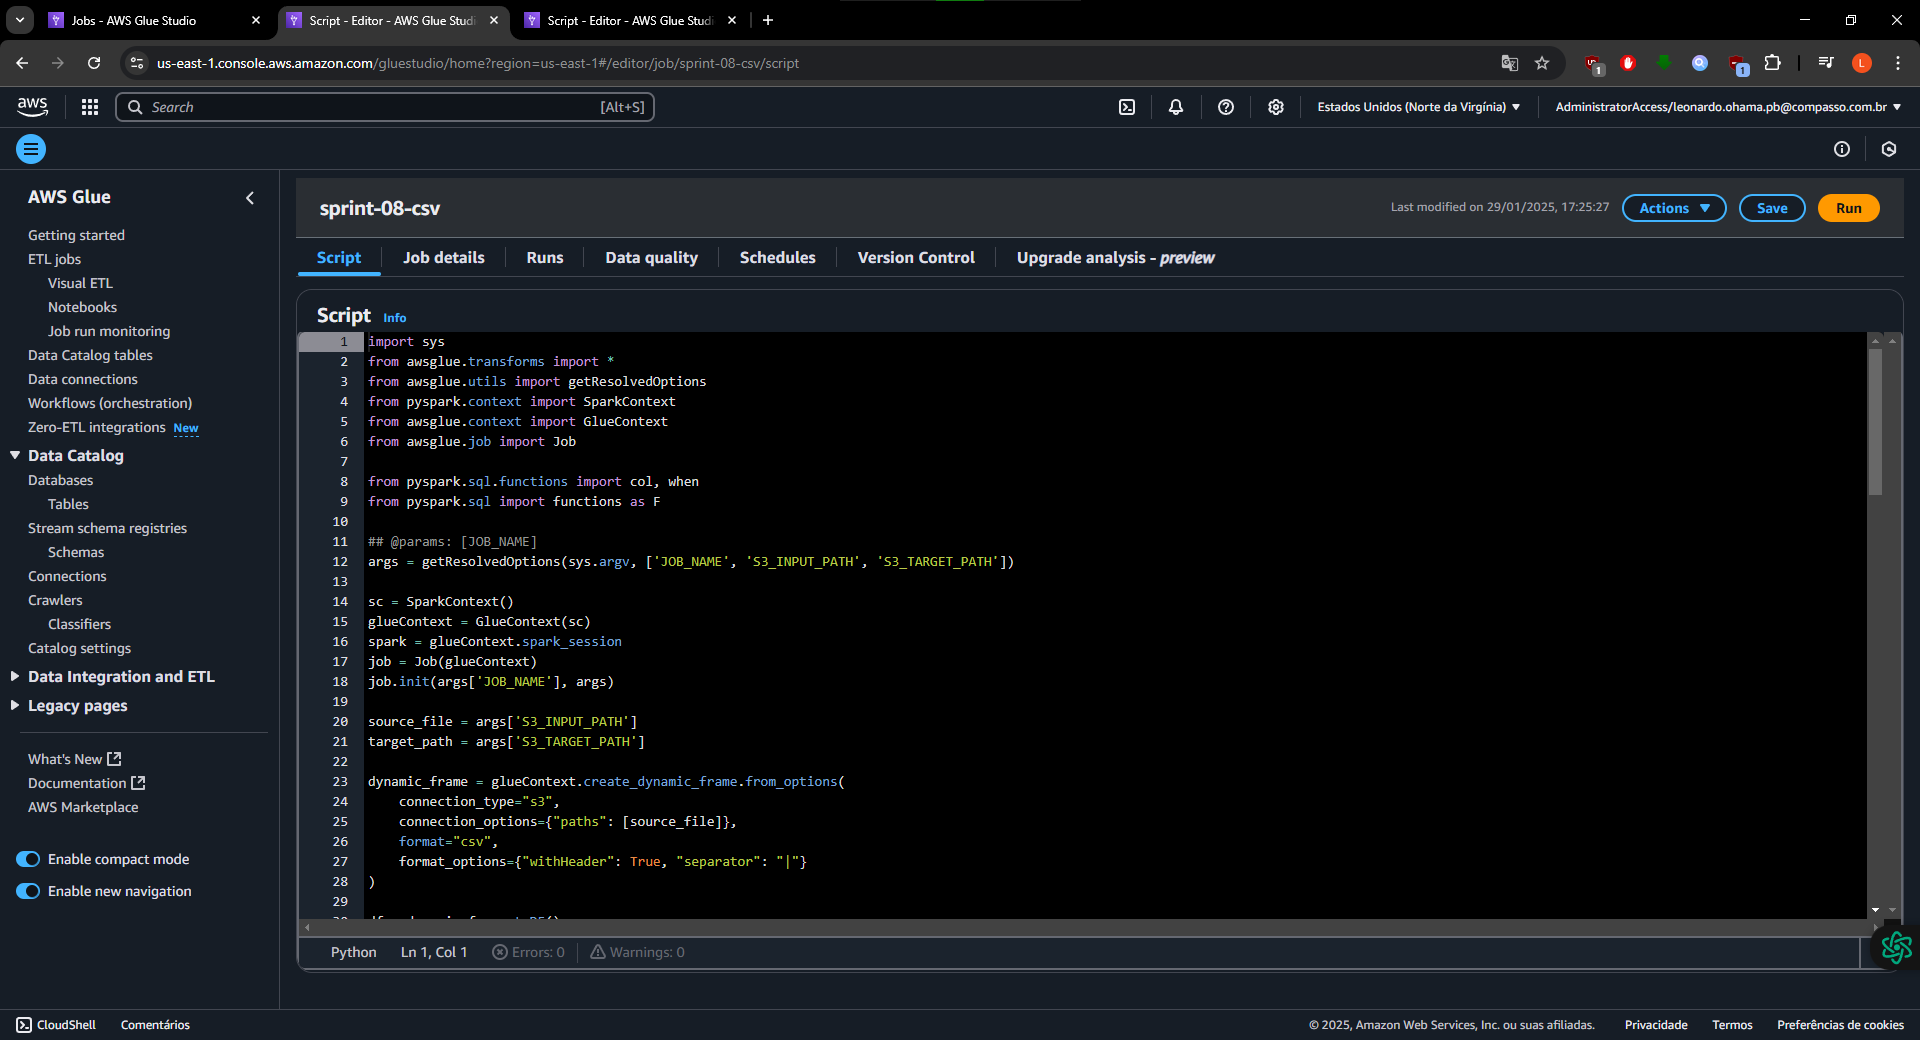 Jobs - AWS Glue Studio
Script - Editor - AWS Glue Studi
Script - Editor - AWS Glue Studi
us-east-1.console.aws.amazon.com/gluestudio/home?region=us-east-1#/editor/job/sprint-08-csv/script
1
1
L
aws
Search
[Alt+S]
Estados Unidos (Norte da Virgínia)
AdministratorAccess/leonardo.ohama.pb@compasso.com.br
AWS Glue
Getting started
ETL jobs
Visual ETL
Notebooks
Job run monitoring
Data Catalog tables
Data connections
Workflows (orchestration)
Zero-ETL integrations New
Data Catalog
Databases
Tables
Stream schema registries
Schemas
Connections
Crawlers
Classifiers
Catalog settings
Data Integration and ETL
Legacy pages
What's New
Documentation
AWS Marketplace
Enable compact mode
Enable new navigation
sprint-08-csv
Last modified on 29/01/2025, 17:25:27
Actions
Save
Run
Script
Job details
Runs
Data quality
Schedules
Version Control
Upgrade analysis - preview
Script Info
1 import sys
2 from awsglue.transforms import *
3 from awsglue.utils import getResolvedOptions
4 from pyspark.context import SparkContext
5 from awsglue.context import GlueContext
6 from awsglue.job import Job
7
8 from pyspark.sql.functions import col, when
9 from pyspark.sql import functions as F
10
11 ## @params: [JOB_NAME]
12 args = getResolvedOptions(sys.argv, ['JOB_NAME', 'S3_INPUT_PATH', 'S3_TARGET_PATH'])
13
14 sc = SparkContext()
15 glueContext = GlueContext(sc)
16 spark = glueContext.spark_session
17 job = Job(glueContext)
18 job.init(args['JOB_NAME'], args)
19
20 source_file = args['S3_INPUT_PATH']
21 target_path = args['S3_TARGET_PATH']
22
23 dynamic_frame = glueContext.create_dynamic_frame.from_options(
24 connection_type="s3",
25 connection_options={"paths": [source_file]},
26 format="csv",
27 format_options={"withHeader": True, "separator": "|"}
28 )
29
Python
Ln 1, Col 1
Errors: 0
Warnings: 0
CloudShell
Comentários
© 2025, Amazon Web Services, Inc. ou suas afiliadas.
Privacidade
Termos
Preferências de cookies